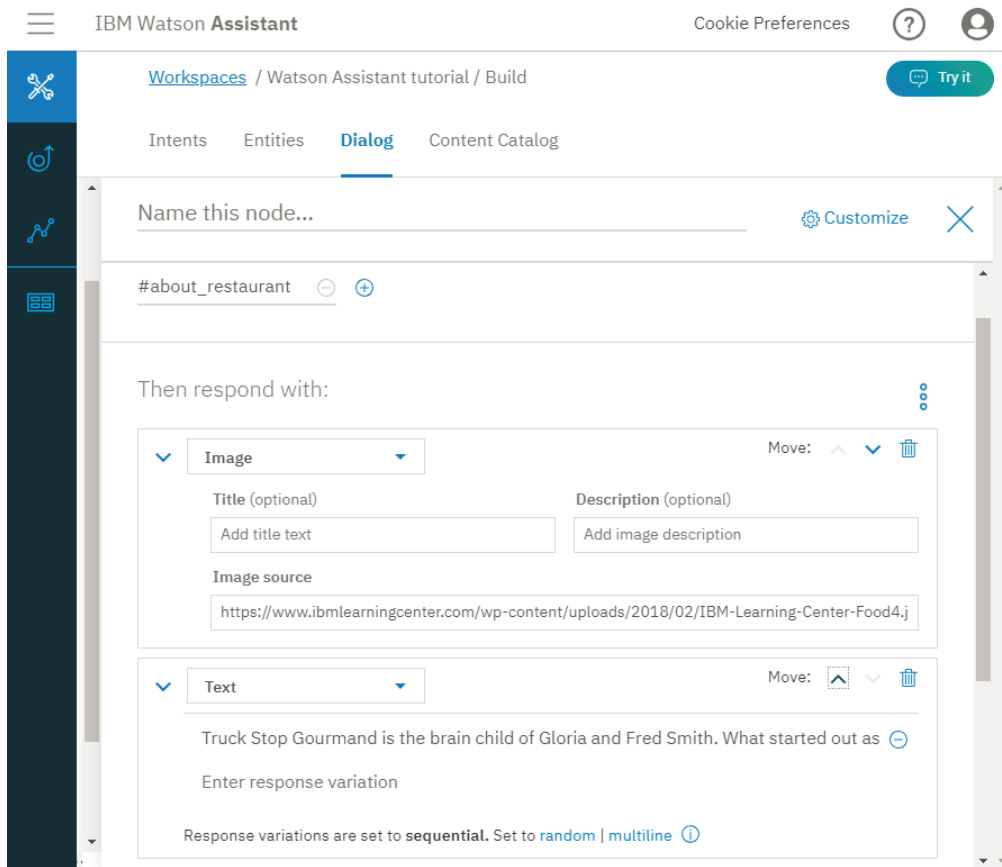 IBM Watson Assistant
Cookie Preferences
?
Workspaces / Watson Assistant tutorial / Build
Try it
Intents Entities Dialog Content Catalog
Name this node...
Customize
#about_restaurant
Then respond with:
Image
Move:
Title (optional)
Description (optional)
Add title text
Add image description
Image source
https://www.ibmlearningcenter.com/wp-content/uploads/2018/02/IBM-Learning-Center-Food4.j
Text
Move:
Truck Stop Gourmand is the brain child of Gloria and Fred Smith. What started out as
Enter response variation
Response variations are set to sequential. Set to random | multiline